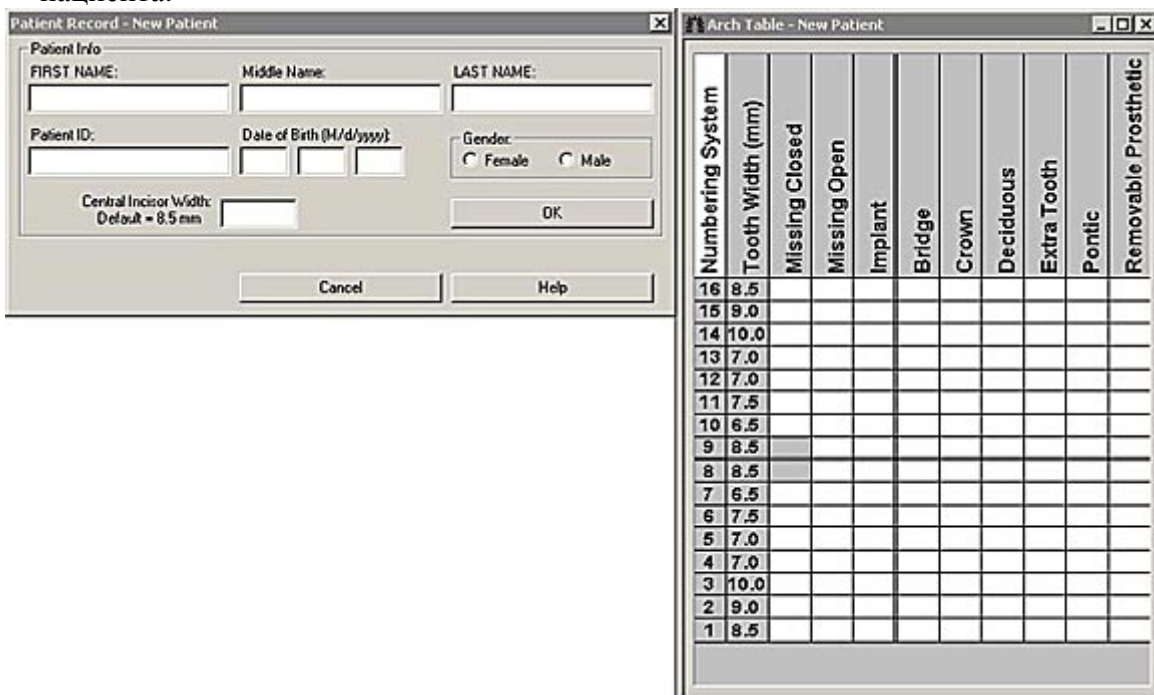 пациента.
Patient Record - New Patient
Patient Info
FIRST NAME:
Middle Name:
LAST NAME:
Patient ID:
Date of Birth (M/d/yyyy):
Gender:
Female
Male
Central Incisor Width:
Default = 8.5 mm
OK
Cancel
Help
Arch Table - New Patient
Numbering System
Tooth Width (mm)
Missing Closed
Missing Open
Implant
Bridge
Crown
Deciduous
Extra Tooth
Pontic
Removable Prosthetic
16 8.5
15 9.0
14 10.0
13 7.0
12 7.0
11 7.5
10 6.5
9 8.5
8 8.5
7 6.5
6 7.5
5 7.0
4 7.0
3 10.0
2 9.0
1 8.5